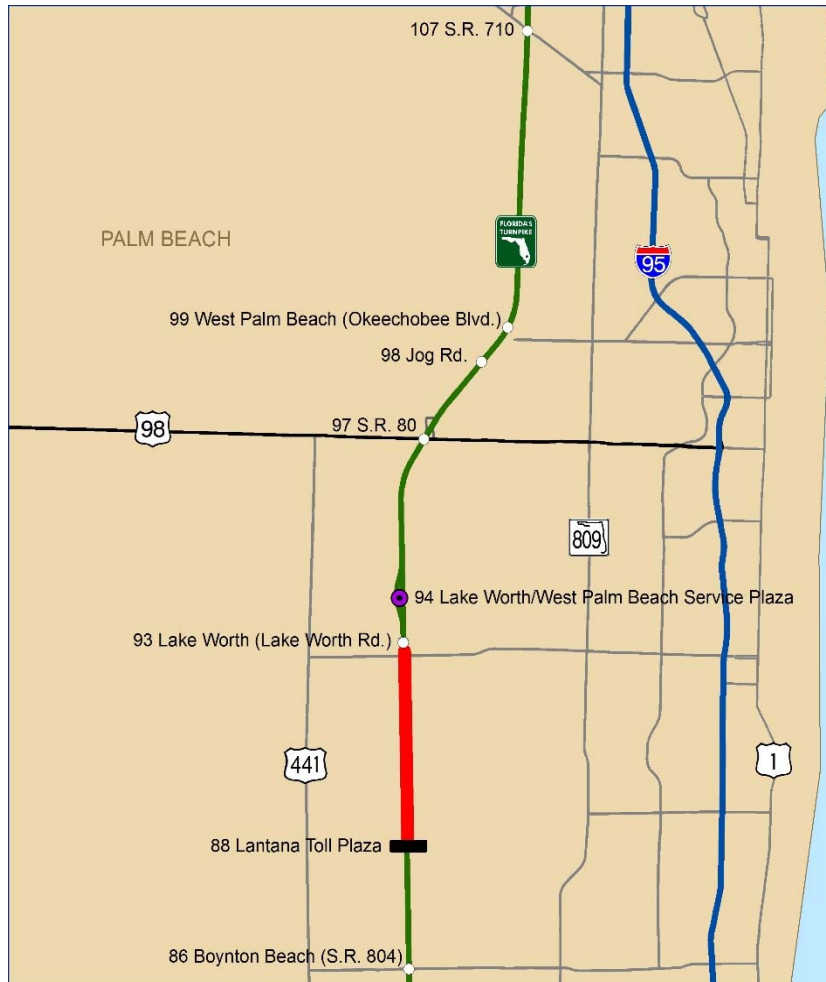 107 S.R. 710
FLORIDA'S
TURNPIKE
PALM BEACH
95
99 West Palm Beach (Okeechobee Blvd.)
98 Jog Rd.
98
97 S.R. 80
809
94 Lake Worth/West Palm Beach Service Plaza
93 Lake Worth (Lake Worth Rd.)
441
1
88 Lantana Toll Plaza
86 Boynton Beach (S.R. 804)